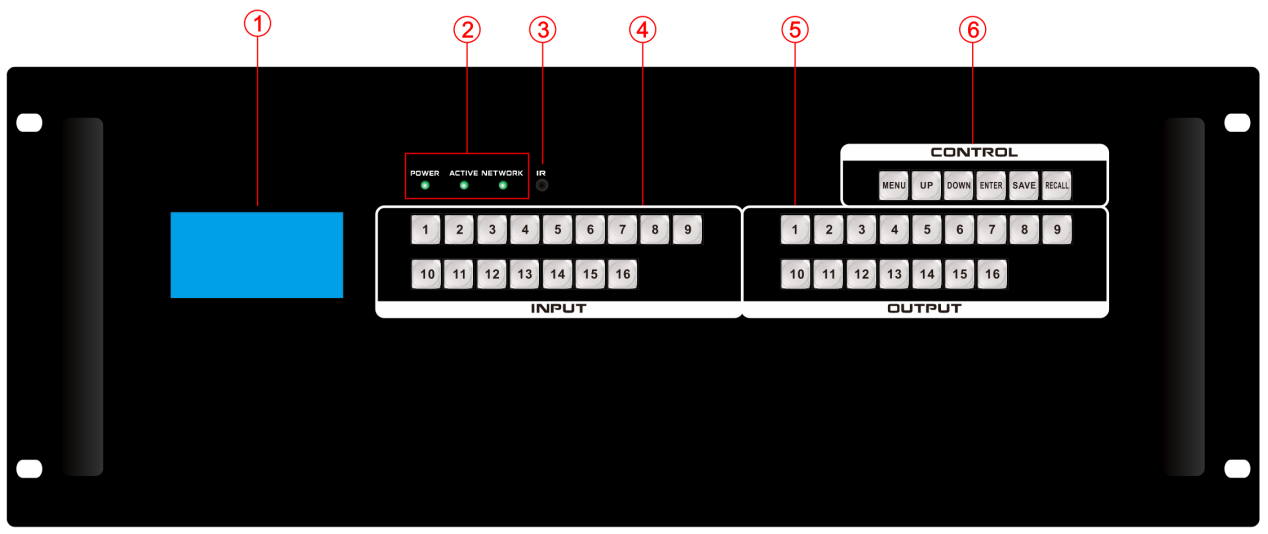 ① ② ③ ④ ⑤ ⑥
CONTROL
POWER ACTIVE NETWORK IR
MENU UP DOWN ENTER SAVE RECALL
1 2 3 4 5 6 7 8 9
10 11 12 13 14 15 16
INPUT
1 2 3 4 5 6 7 8 9
10 11 12 13 14 15 16
OUTPUT